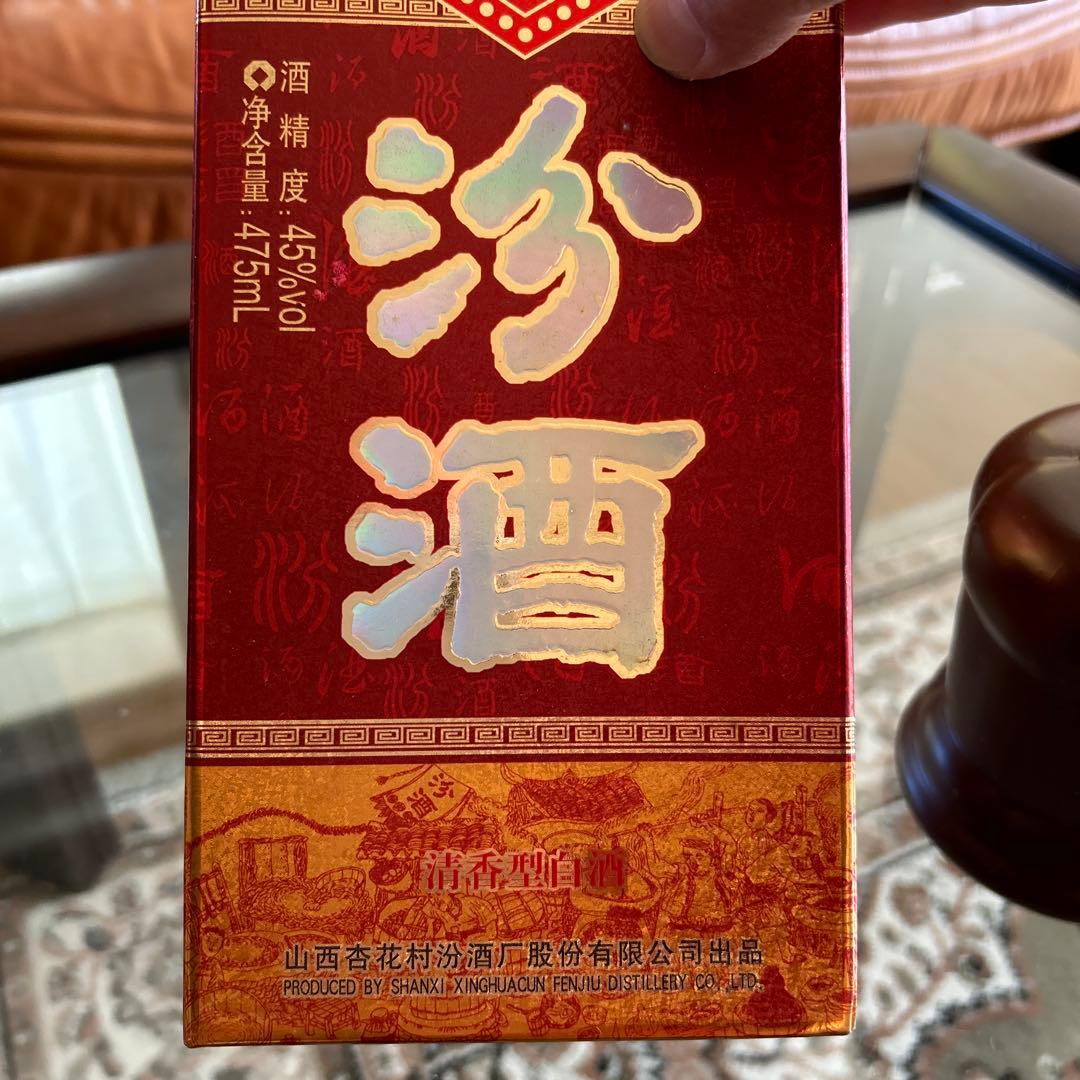 酒精度:45%vol
净含量:475mL
汾酒
汾酒
清香型白酒
山西杏花村汾酒厂股份有限公司出品
PRODUCED BY SHANXI XINGHUACUN FENJIU DISTILLERY CO., LTD.